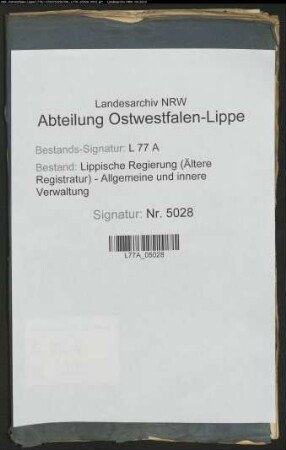 Landesarchiv NRW
Abteilung Ostwestfalen-Lippe
Bestands-Signatur: L 77 A
Bestand: Lippische Regierung (Ältere
Registratur) - Allgemeine und innere
Verwaltung
Signatur: Nr. 5028
L77A_05028